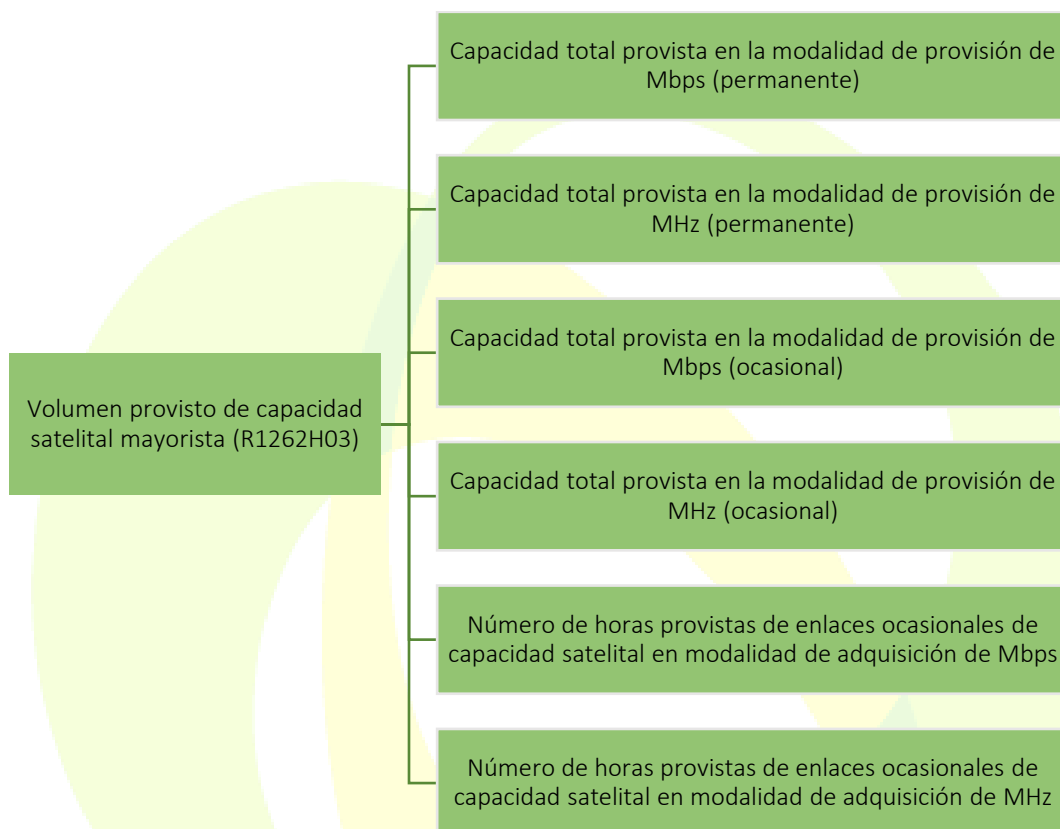 Capacidad total provista en la modalidad de provisión de
Mbps (permanente)
Capacidad total provista en la modalidad de provisión de
MHz (permanente)
Capacidad total provista en la modalidad de provisión de
Mbps (ocasional)
Volumen provisto de capacidad
satelital mayorista (R1262H03)
Capacidad total provista en la modalidad de provisión de
MHz (ocasional)
Número de horas provistas de enlaces ocasionales de
capacidad satelital en modalidad de adquisición de Mbps
Número de horas provistas de enlaces ocasionales de
capacidad satelital en modalidad de adquisición de MHz